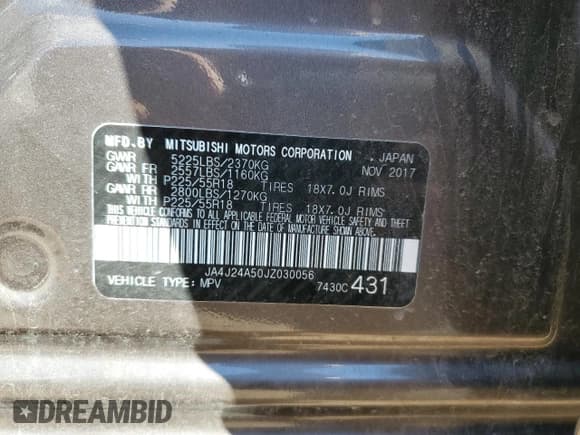 MFD.BY MITSUBISHI MOTORS CORPORATION , JAPAN
GVWR 5225LBS/2370KG NOV 2017
GAWR FR 2557LBS/1160KG
WITH P225/55R18 TIRES 18X7.0J RIMS
GAWR RR 2800LBS/1270KG
WITH P225/55R18 TIRES 18X7.0J RIMS
THIS VEHICLE CONFORMS TO ALL APPLICABLE FEDERAL MOTOR VEHICLE SAFETY AND THEFT PREVENTION
STANDARDS IN EFFECT ON THE DATE OF MANUFACTURE SHOWN ABOVE.
JA4J24A50JZ030056
VEHICLE TYPE: MPV 7430C 431
DREAMBID